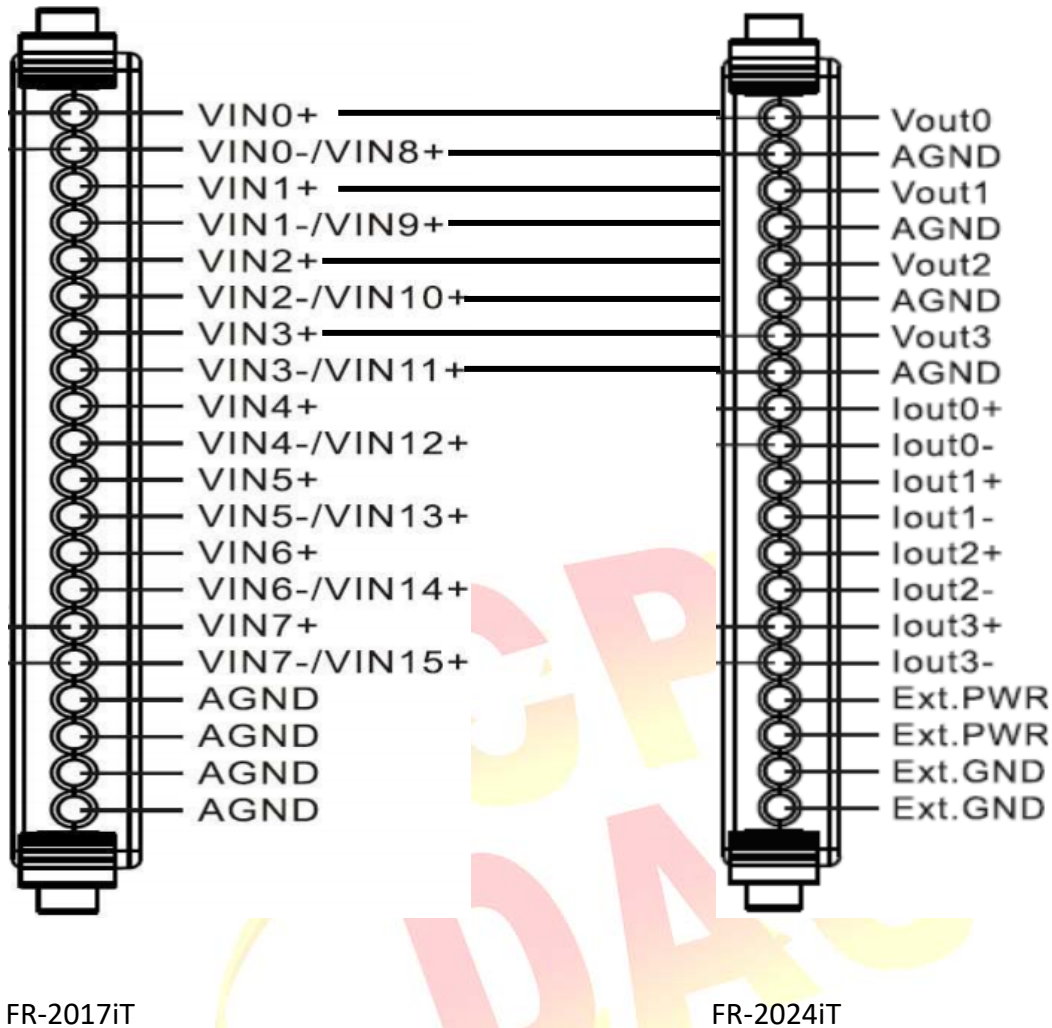 VIN0+ Vout0
VIN0-/VIN8+ AGND
VIN1+ Vout1
VIN1-/VIN9+ AGND
VIN2+ Vout2
VIN2-/VIN10+ AGND
VIN3+ Vout3
VIN3-/VIN11+ AGND
VIN4+ Iout0+
VIN4-/VIN12+ Iout0-
VIN5+ Iout1+
VIN5-/VIN13+ Iout1-
VIN6+ Iout2+
VIN6-/VIN14+ Iout2-
VIN7+ Iout3+
VIN7-/VIN15+ Iout3-
AGND Ext.PWR
AGND Ext.PWR
AGND Ext.GND
AGND Ext.GND
FR-2017iT FR-2024iT